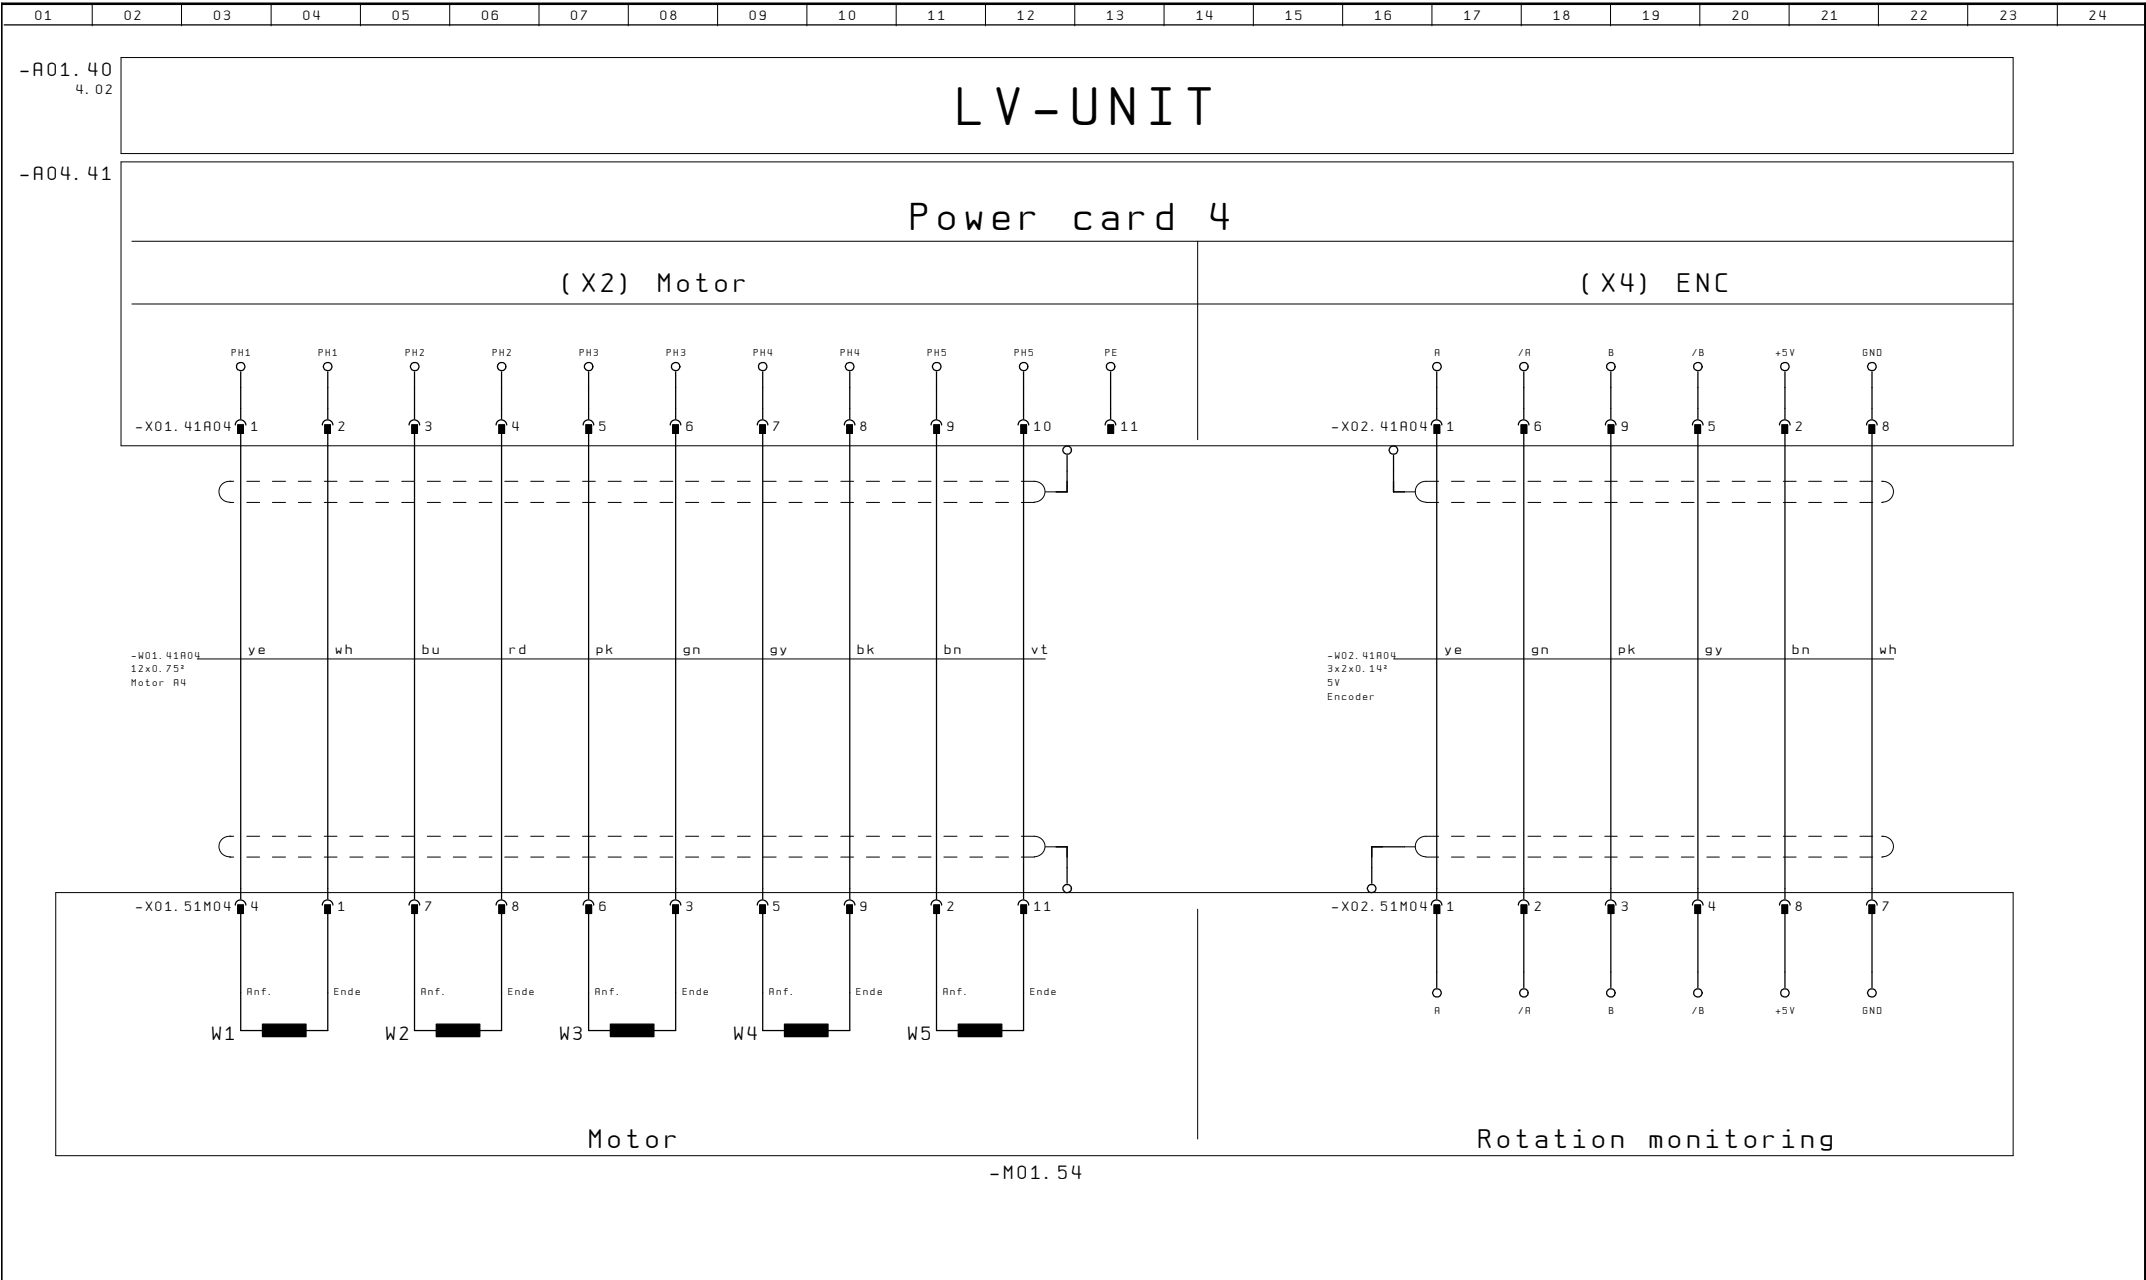 01 02 03 04 05 06 07 08 09 10 11 12 13 14 15 16 17 18 19 20 21 22 23 24
-A01.40
4.02
LV-UNIT
-A04.41
Power card 4
(X2) Motor (X4) ENC
PH1 PH1 PH2 PH2 PH3 PH3 PH4 PH4 PH5 PH5 PE A /A B /B +5V GND
-X01.41A04 1 2 3 4 5 6 7 8 9 10 11 -X02.41A04 1 6 9 5 2 8
ye wh bu rd pk gn gy bk bn vt ye gn pk gy bn wh
-W01.41A04 -W02.41A04
12x0.75² 3x2x0.14²
Motor A4 5V
Encoder
-X01.51M04 4 1 7 8 6 3 5 9 2 11 -X02.51M04 1 2 3 4 8 7
Anf. Ende Anf. Ende Anf. Ende Anf. Ende Anf. Ende
A /A B /B +5V GND
W1 W2 W3 W4 W5
Motor Rotation monitoring
-M01.54